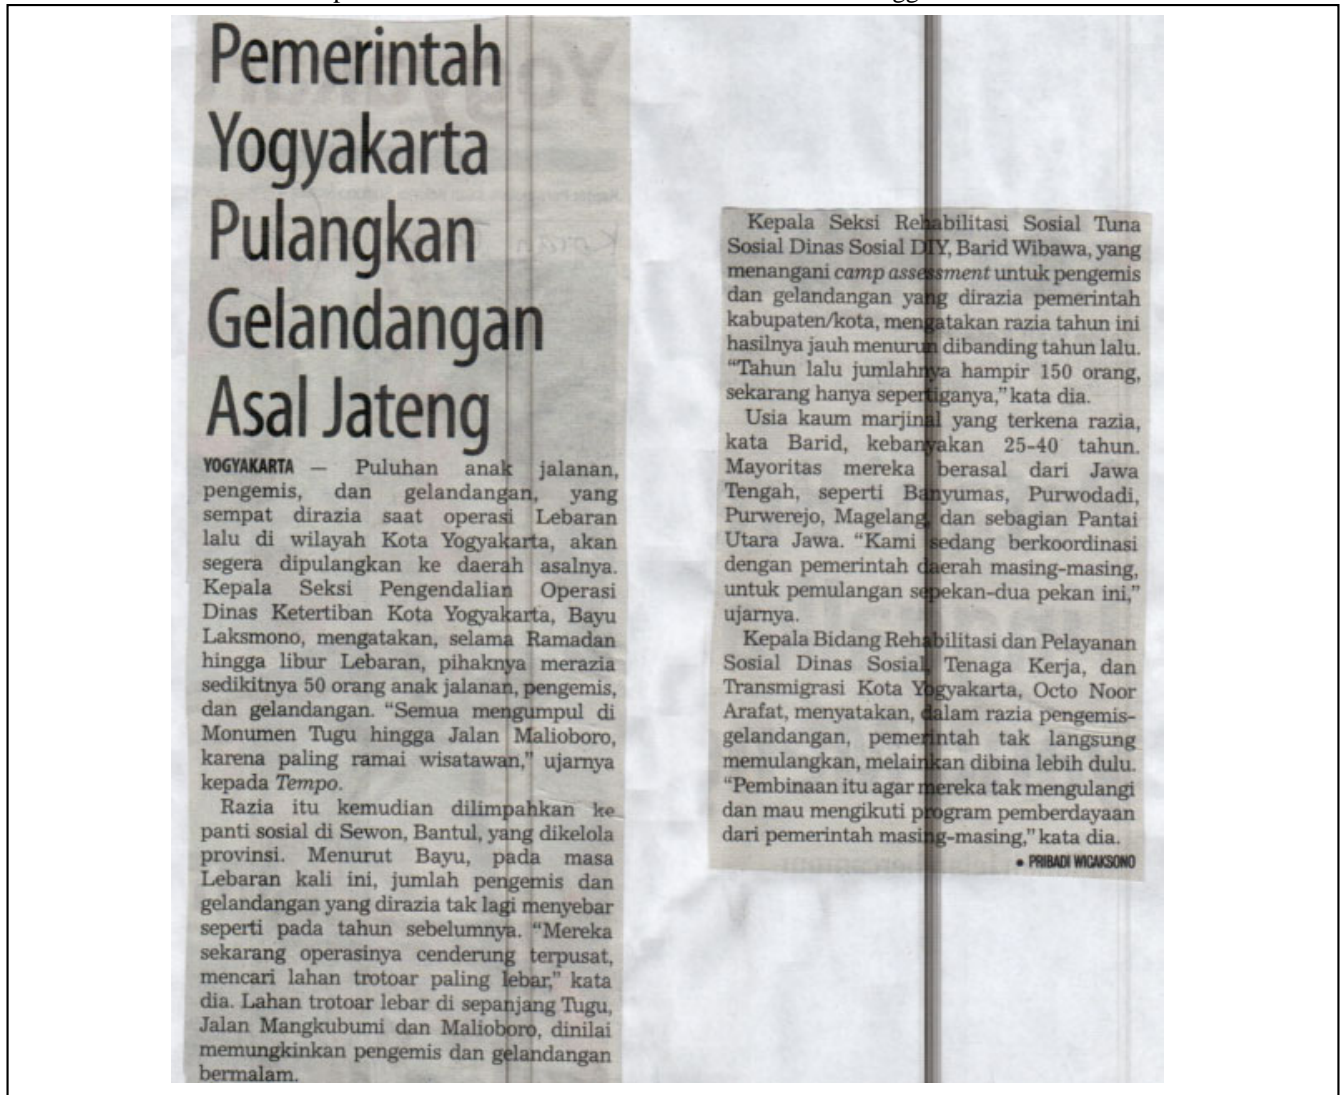 Pemerintah
Yogyakarta
Pulangkan
Gelandangan
Asal Jateng
YOGYAKARTA — Puluhan anak jalanan,
pengemis, dan gelandangan, yang
sempat dirazia saat operasi Lebaran
lalu di wilayah Kota Yogyakarta, akan
segera dipulangkan ke daerah asalnya.
Kepala Seksi Pengendalian Operasi
Dinas Ketertiban Kota Yogyakarta, Bayu
Laksmono, mengatakan, selama Ramadan
hingga libur Lebaran, pihaknya merazia
sedikitnya 50 orang anak jalanan, pengemis,
dan gelandangan. “Semua mengumpul di
Monumen Tugu hingga Jalan Malioboro,
karena paling ramai wisatawan,” ujarnya
kepada Tempo.
Razia itu kemudian dilimpahkan ke
panti sosial di Sewon, Bantul, yang dikelola
provinsi. Menurut Bayu, pada masa
Lebaran kali ini, jumlah pengemis dan
gelandangan yang dirazia tak lagi menyebar
seperti pada tahun sebelumnya. “Mereka
sekarang operasinya cenderung terpusat,
mencari lahan trotoar paling lebar,” kata
dia. Lahan trotoar lebar di sepanjang Tugu,
Jalan Mangkubumi dan Malioboro, dinilai
memungkinkan pengemis dan gelandangan
bermalam.
Kepala Seksi Rehabilitasi Sosial Tuna
Sosial Dinas Sosial DIY, Barid Wibawa, yang
menangani camp assessment untuk pengemis
dan gelandangan yang dirazia pemerintah
kabupaten/kota, mengatakan razia tahun ini
hasilnya jauh menurun dibanding tahun lalu.
“Tahun lalu jumlahnya hampir 150 orang,
sekarang hanya sepertiganya,” kata dia.
Usia kaum marjinal yang terkena razia,
kata Barid, kebanyakan 25-40 tahun.
Mayoritas mereka berasal dari Jawa
Tengah, seperti Banyumas, Purwodadi,
Purwerejo, Magelang, dan sebagian Pantai
Utara Jawa. “Kami sedang berkoordinasi
dengan pemerintah daerah masing-masing,
untuk pemulangan sepekan-dua pekan ini,”
ujarnya.
Kepala Bidang Rehabilitasi dan Pelayanan
Sosial Dinas Sosial, Tenaga Kerja, dan
Transmigrasi Kota Yogyakarta, Octo Noor
Arafat, menyatakan, dalam razia pengemis-
gelandangan, pemerintah tak langsung
memulangkan, melainkan dibina lebih dulu.
“Pembinaan itu agar mereka tak mengulangi
dan mau mengikuti program pemberdayaan
dari pemerintah masing-masing,” kata dia.
● PRIBADI WICAKSONO